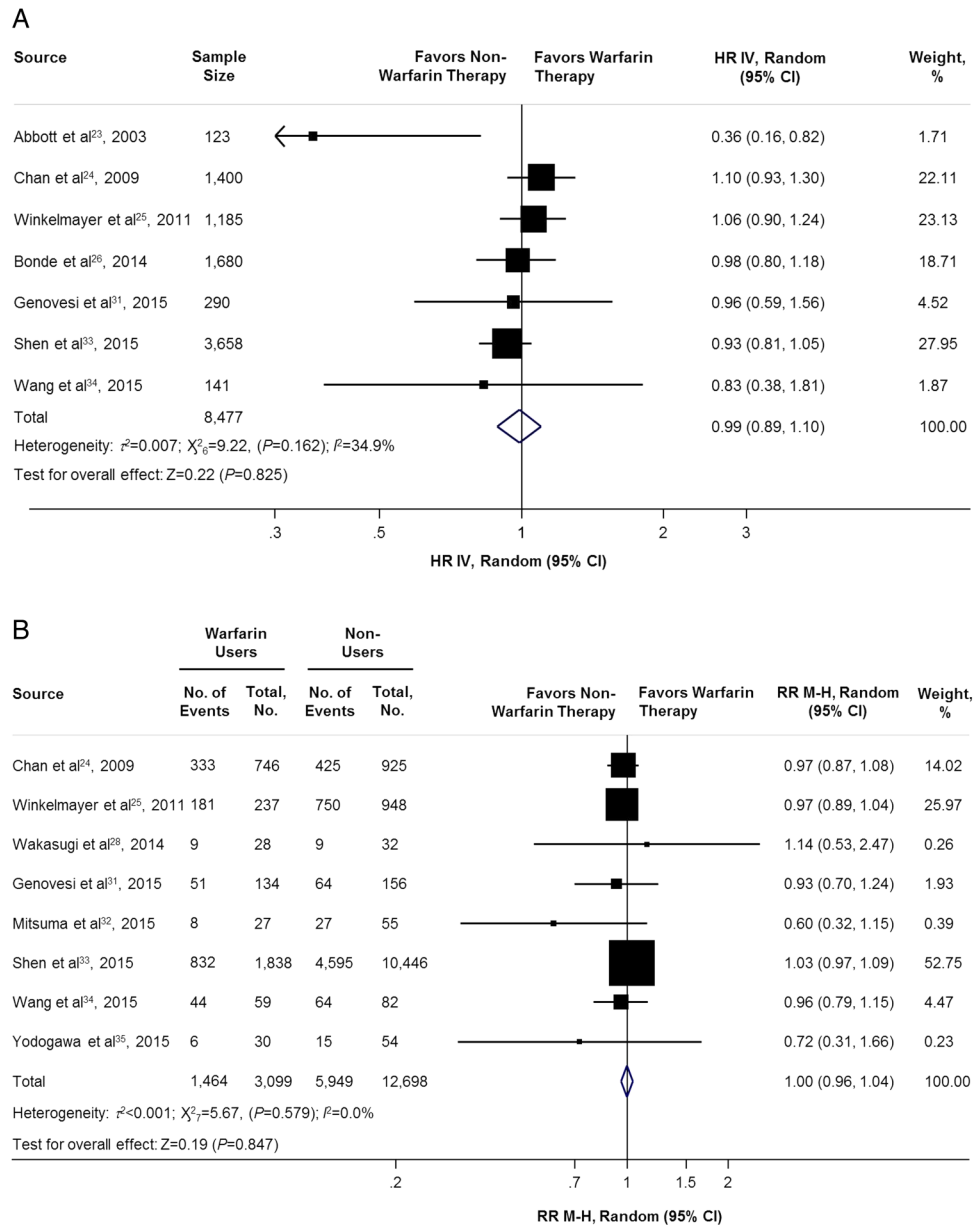 A
Source Sample Size Favors Non-Warfarin Therapy Favors Warfarin Therapy HR IV, Random (95% CI) Weight, %
Abbott et al23, 2003 123 0.36 (0.16, 0.82) 1.71
Chan et al24, 2009 1,400 1.10 (0.93, 1.30) 22.11
Winkelmayer et al25, 2011 1,185 1.06 (0.90, 1.24) 23.13
Bonde et al26, 2014 1,680 0.98 (0.80, 1.18) 18.71
Genovesi et al31, 2015 290 0.96 (0.59, 1.56) 4.52
Shen et al33, 2015 3,658 0.93 (0.81, 1.05) 27.95
Wang et al34, 2015 141 0.83 (0.38, 1.81) 1.87
Total 8,477 0.99 (0.89, 1.10) 100.00
Heterogeneity: τ²=0.007; χ²6=9.22, (P=0.162); I²=34.9%
Test for overall effect: Z=0.22 (P=0.825)
.3 .5 1 2 3
HR IV, Random (95% CI)
B
Warfarin Users Non-Users
Source No. of Events Total, No. No. of Events Total, No. Favors Non-Warfarin Therapy Favors Warfarin Therapy RR M-H, Random (95% CI) Weight, %
Chan et al24, 2009 333 746 425 925 0.97 (0.87, 1.08) 14.02
Winkelmayer et al25, 2011 181 237 750 948 0.97 (0.89, 1.04) 25.97
Wakasugi et al28, 2014 9 28 9 32 1.14 (0.53, 2.47) 0.26
Genovesi et al31, 2015 51 134 64 156 0.93 (0.70, 1.24) 1.93
Mitsuma et al32, 2015 8 27 27 55 0.60 (0.32, 1.15) 0.39
Shen et al33, 2015 832 1,838 4,595 10,446 1.03 (0.97, 1.09) 52.75
Wang et al34, 2015 44 59 64 82 0.96 (0.79, 1.15) 4.47
Yodogawa et al35, 2015 6 30 15 54 0.72 (0.31, 1.66) 0.23
Total 1,464 3,099 5,949 12,698 1.00 (0.96, 1.04) 100.00
Heterogeneity: τ²<0.001; χ²7=5.67, (P=0.579); I²=0.0%
Test for overall effect: Z=0.19 (P=0.847)
.2 .7 1 1.5 2
RR M-H, Random (95% CI)